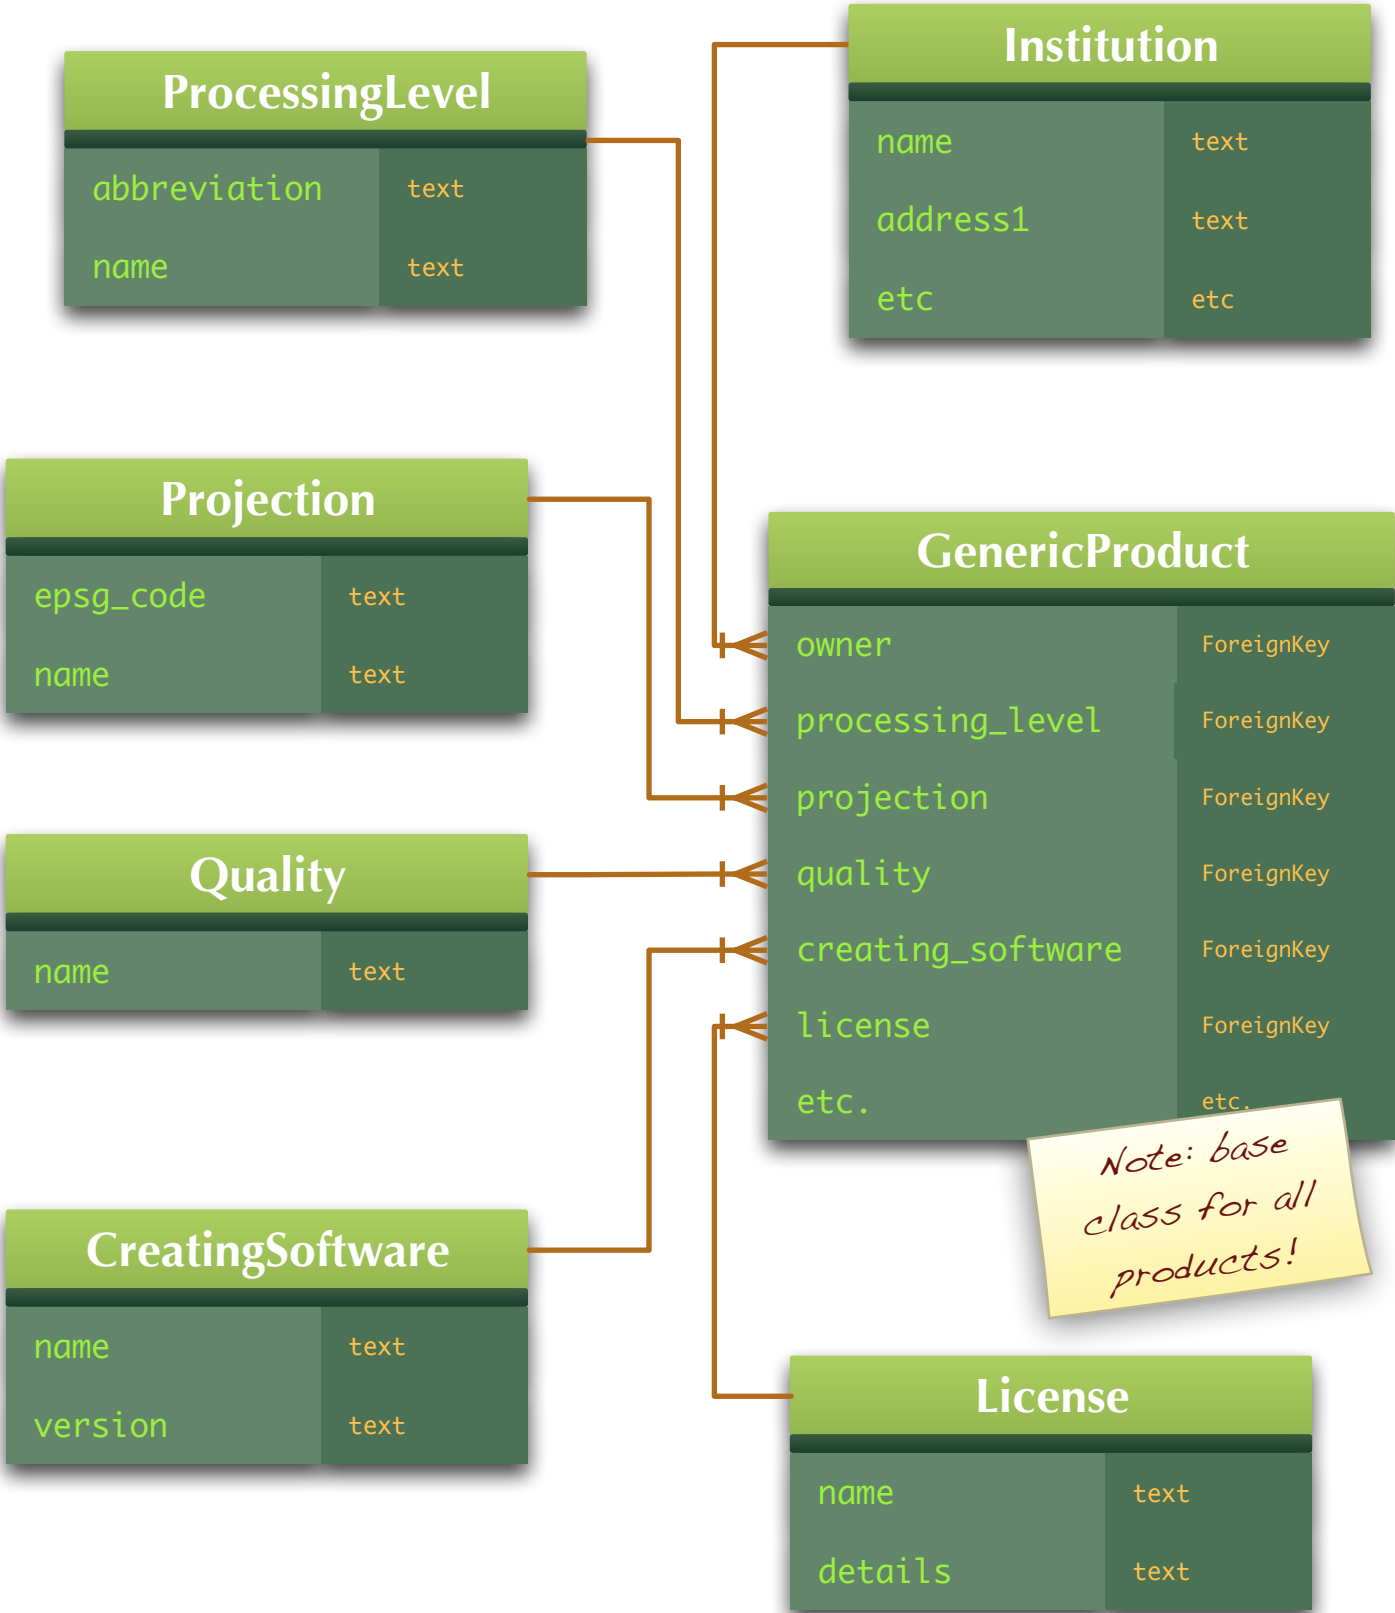 ProcessingLevel
abbreviation text
name text
Institution
name text
address1 text
etc etc
Projection
epsg_code text
name text
GenericProduct
owner ForeignKey
processing_level ForeignKey
projection ForeignKey
quality ForeignKey
creating_software ForeignKey
license ForeignKey
etc. etc.
Note: base
class for all
products!
Quality
name text
CreatingSoftware
name text
version text
License
name text
details text